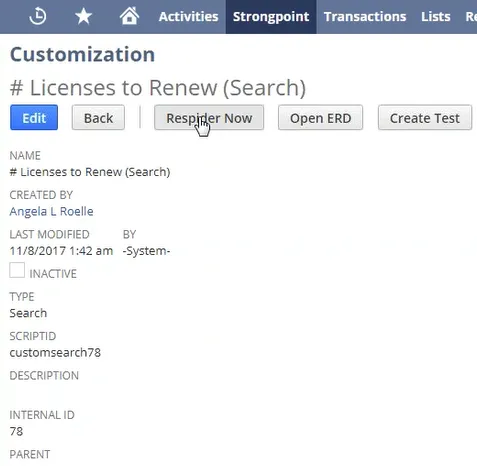 Activities Strongpoint Transactions Lists Re
Customization
# Licenses to Renew (Search)
Edit Back Respider Now Open ERD Create Test
NAME
# Licenses to Renew (Search)
CREATED BY
Angela L Roelle
LAST MODIFIED BY
11/8/2017 1:42 am -System-
INACTIVE
TYPE
Search
SCRIPTID
customsearch78
DESCRIPTION
INTERNAL ID
78
PARENT